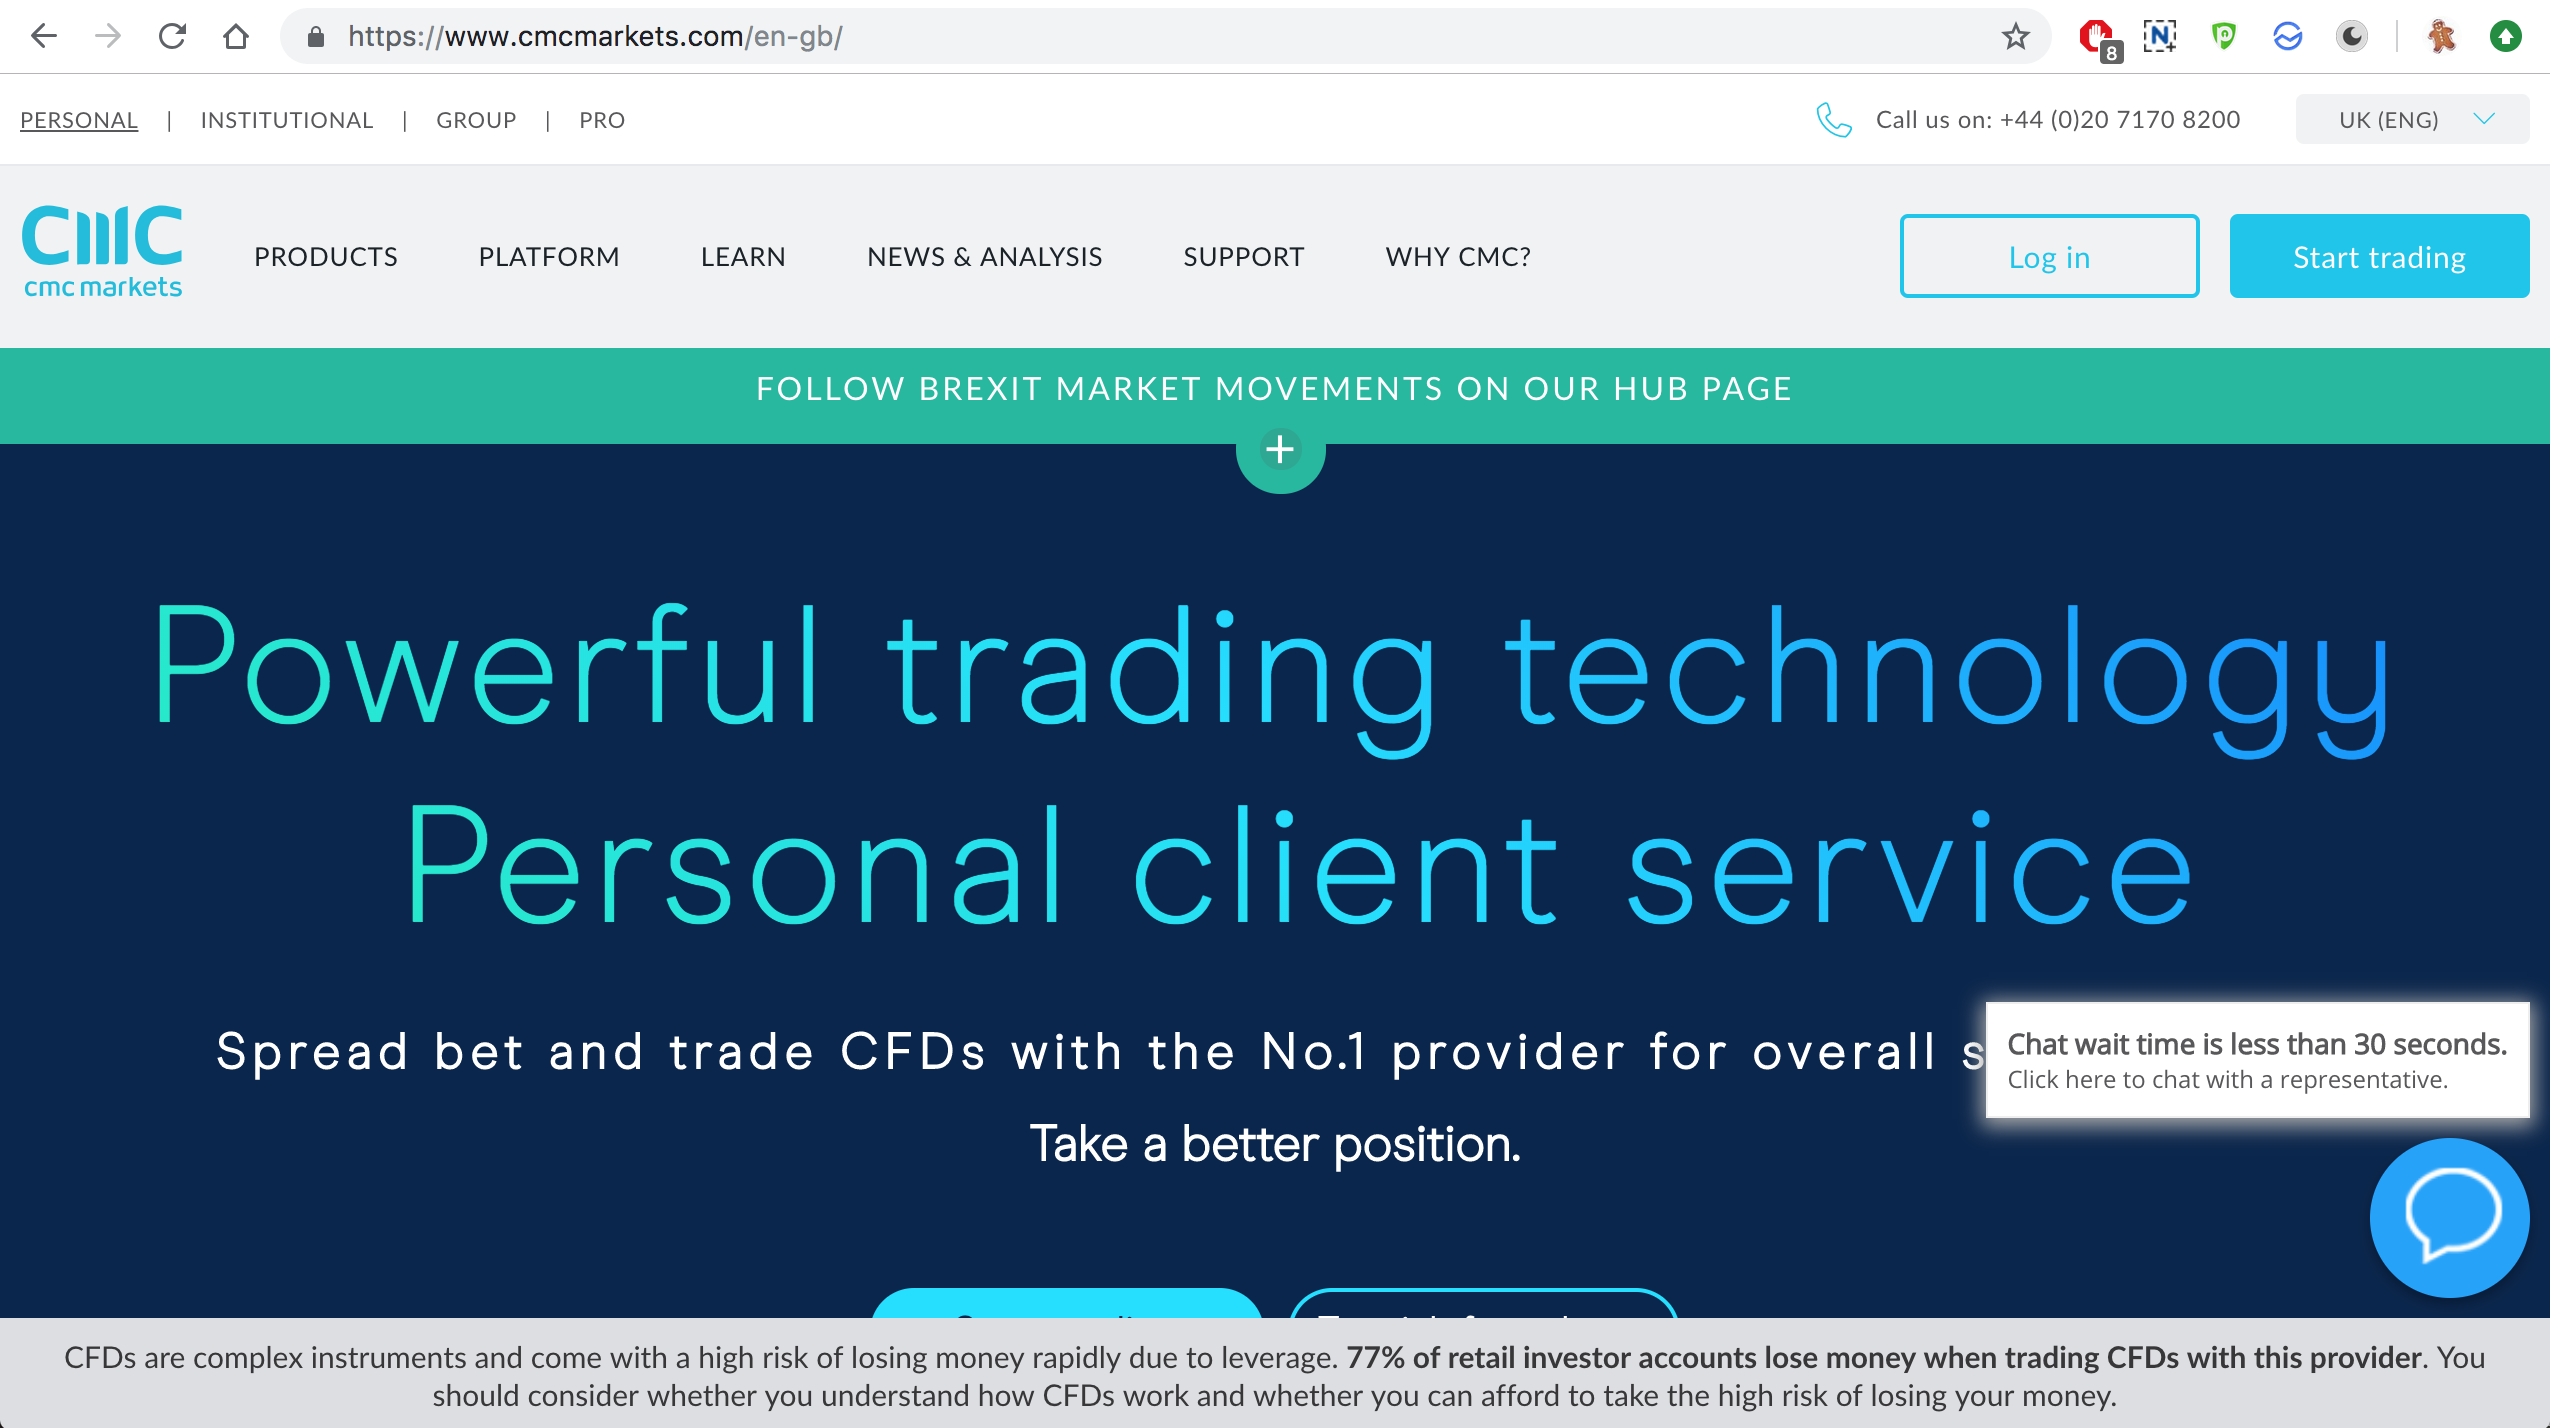 https://www.cmcmarkets.com/en-gb/
8
N
PERSONAL | INSTITUTIONAL | GROUP | PRO
Call us on: +44 (0)20 7170 8200
UK (ENG)
CMC
cmc markets
PRODUCTS
PLATFORM
LEARN
NEWS & ANALYSIS
SUPPORT
WHY CMC?
Log in
Start trading
FOLLOW BREXIT MARKET MOVEMENTS ON OUR HUB PAGE
+
Powerful trading technology
Personal client service
Spread bet and trade CFDs with the No.1 provider for overall s
Take a better position.
Chat wait time is less than 30 seconds.
Click here to chat with a representative.
CFDs are complex instruments and come with a high risk of losing money rapidly due to leverage. 77% of retail investor accounts lose money when trading CFDs with this provider. You
should consider whether you understand how CFDs work and whether you can afford to take the high risk of losing your money.